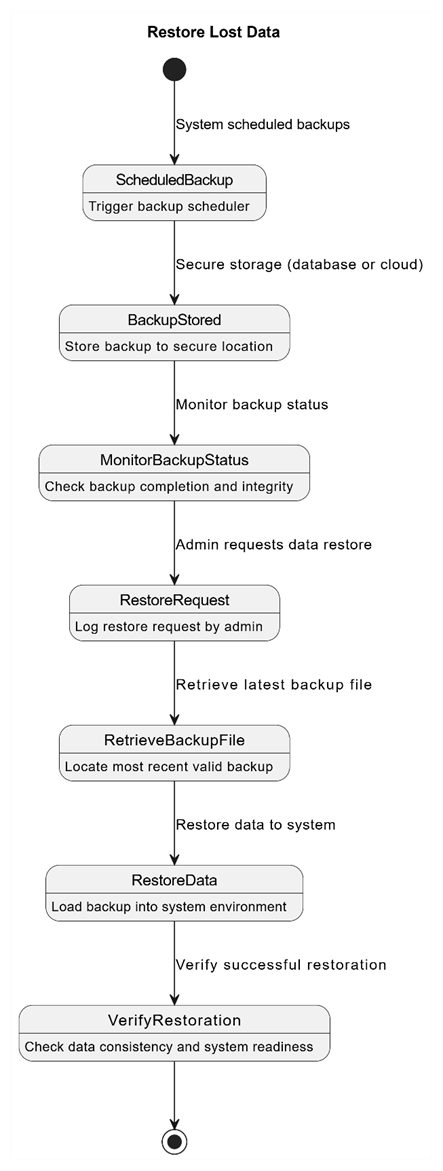 Restore Lost Data
System scheduled backups
ScheduledBackup
Trigger backup scheduler
Secure storage (database or cloud)
BackupStored
Store backup to secure location
Monitor backup status
MonitorBackupStatus
Check backup completion and integrity
Admin requests data restore
RestoreRequest
Log restore request by admin
Retrieve latest backup file
RetrieveBackupFile
Locate most recent valid backup
Restore data to system
RestoreData
Load backup into system environment
Verify successful restoration
VerifyRestoration
Check data consistency and system readiness